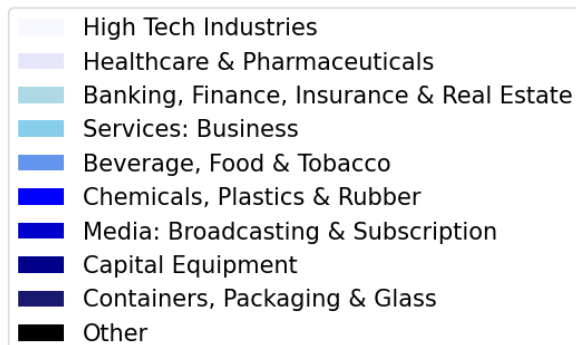 High Tech Industries
Healthcare & Pharmaceuticals
Banking, Finance, Insurance & Real Estate
Services: Business
Beverage, Food & Tobacco
Chemicals, Plastics & Rubber
Media: Broadcasting & Subscription
Capital Equipment
Containers, Packaging & Glass
Other